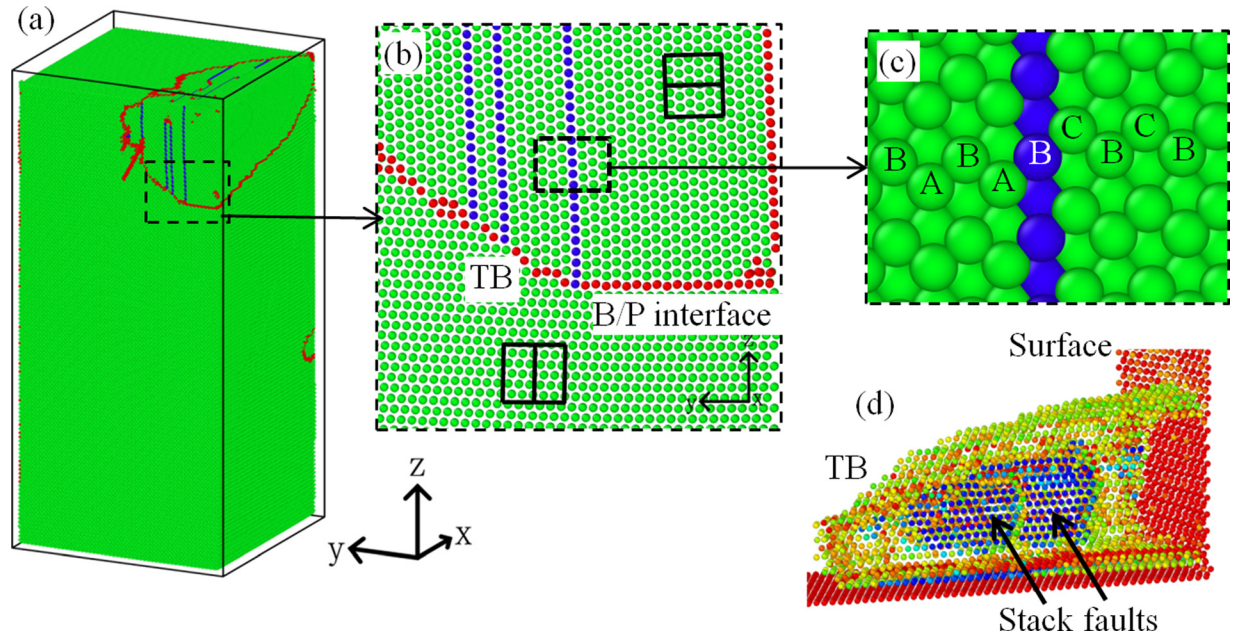 (a)
z
y
x
(b)
TB
B/P interface
z
y
x
(c)
B
A
B
A
B
C
B
C
B
Surface
(d)
TB
Stack faults